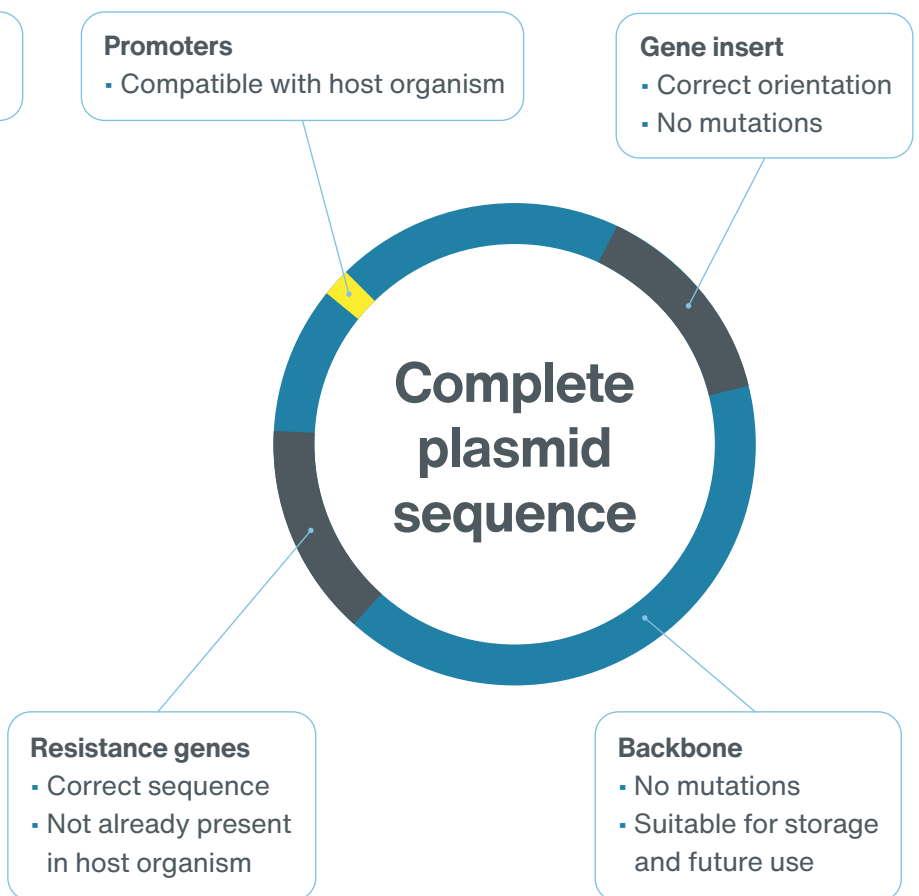 Promoters
▪ Compatible with host organism
Gene insert
▪ Correct orientation
▪ No mutations
Complete
plasmid
sequence
Resistance genes
▪ Correct sequence
▪ Not already present
in host organism
Backbone
▪ No mutations
▪ Suitable for storage
and future use